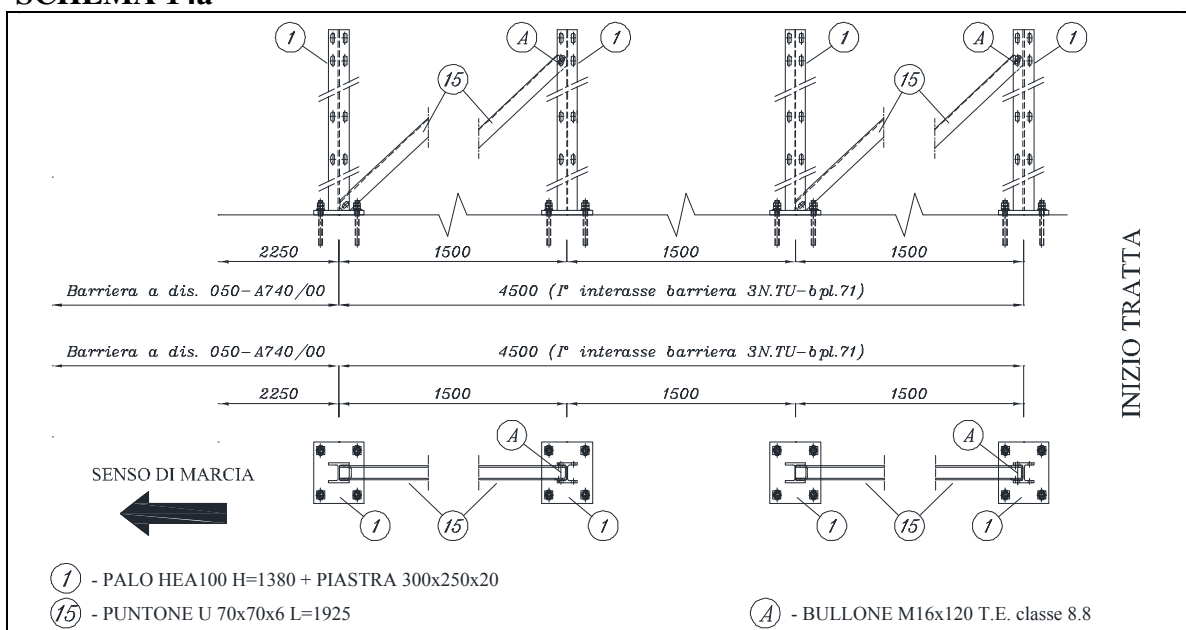 SCHEMA 14a
1 A 1 1 A 1
15 15
2250 1500 1500 1500
Barriera a dis. 050-A740/00 4500 (I° interasse barriera 3N.TU-bpl.71)
Barriera a dis. 050-A740/00 4500 (I° interasse barriera 3N.TU-bpl.71)
2250 1500 1500 1500
INIZIO TRATTA
A A
SENSO DI MARCIA
1 15 1 1 15 1
1 - PALO HEA100 H=1380 + PIASTRA 300x250x20
15 - PUNTONE U 70x70x6 L=1925
A - BULLONE M16x120 T.E. classe 8.8